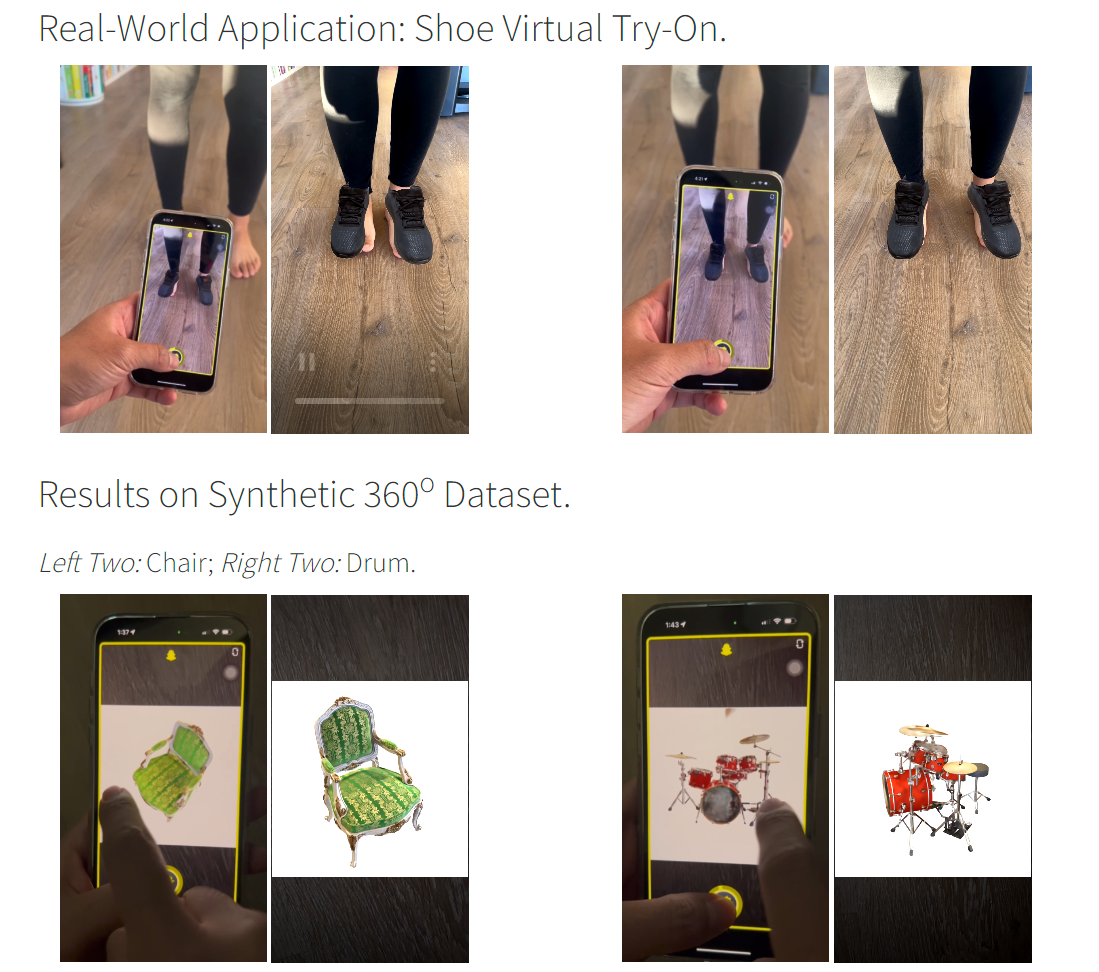 Real-World Application: Shoe Virtual Try-On.
Results on Synthetic 360º Dataset.
Left Two: Chair; Right Two: Drum.
1:37
1:43